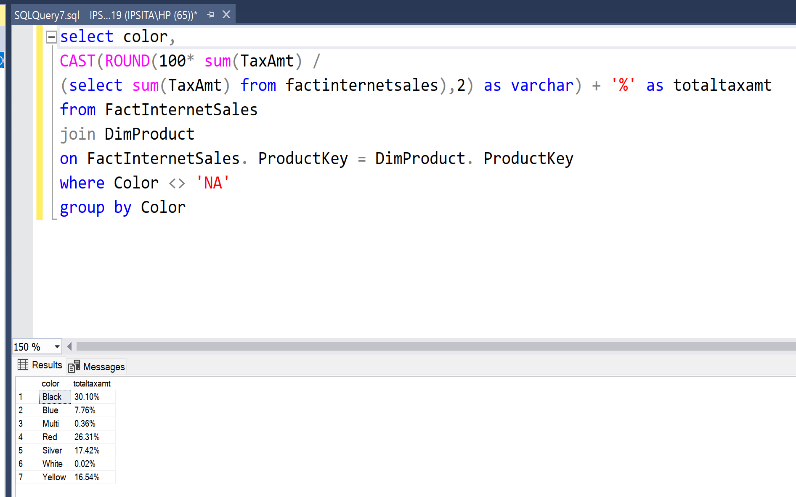 SQLQuery7.sql IPS...19 (IPSITA\HP (65))*
select color,
CAST(ROUND(100* sum(TaxAmt) /
(select sum(TaxAmt) from factinternetsales),2) as varchar) + '%' as totaltaxamt
from FactInternetSales
join DimProduct
on FactInternetSales. ProductKey = DimProduct. ProductKey
where Color <> 'NA'
group by Color
150 %
Results Messages
color totaltaxamt
1 Black 30.10%
2 Blue 7.76%
3 Multi 0.36%
4 Red 26.31%
5 Silver 17.42%
6 White 0.02%
7 Yellow 16.54%